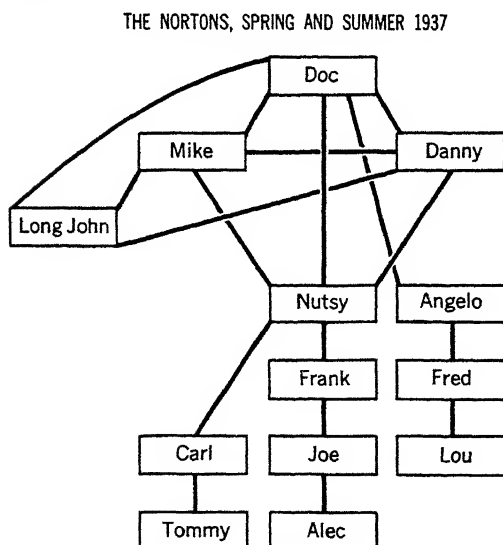 THE NORTONS, SPRING AND SUMMER 1937
Doc
Mike
Danny
Long John
Nutsy
Angelo
Frank
Fred
Carl
Joe
Lou
Tommy
Alec